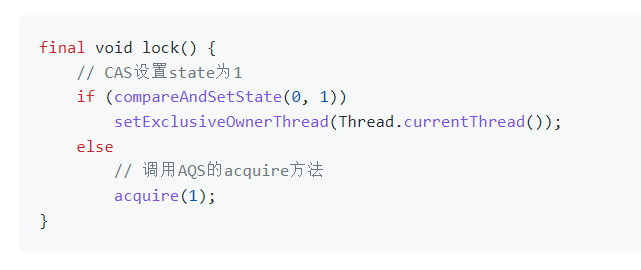 final void lock() {
    // CAS设置state为1
    if (compareAndSetState(0, 1))
        setExclusiveOwnerThread(Thread.currentThread());
    else
        // 调用AQS的acquire方法
        acquire(1);
}